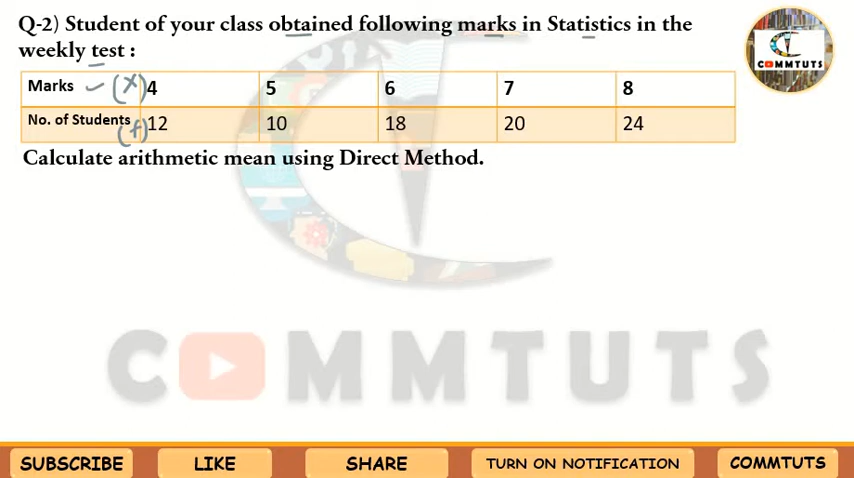 Q-2) Student of your class obtained following marks in Statistics in the
weekly test :
Marks (X) 4 5 6 7 8
No. of Students (f) 12 10 18 20 24
Calculate arithmetic mean using Direct Method.
COMMTUTS
COMMTUTS
SUBSCRIBE LIKE SHARE TURN ON NOTIFICATION COMMTUTS